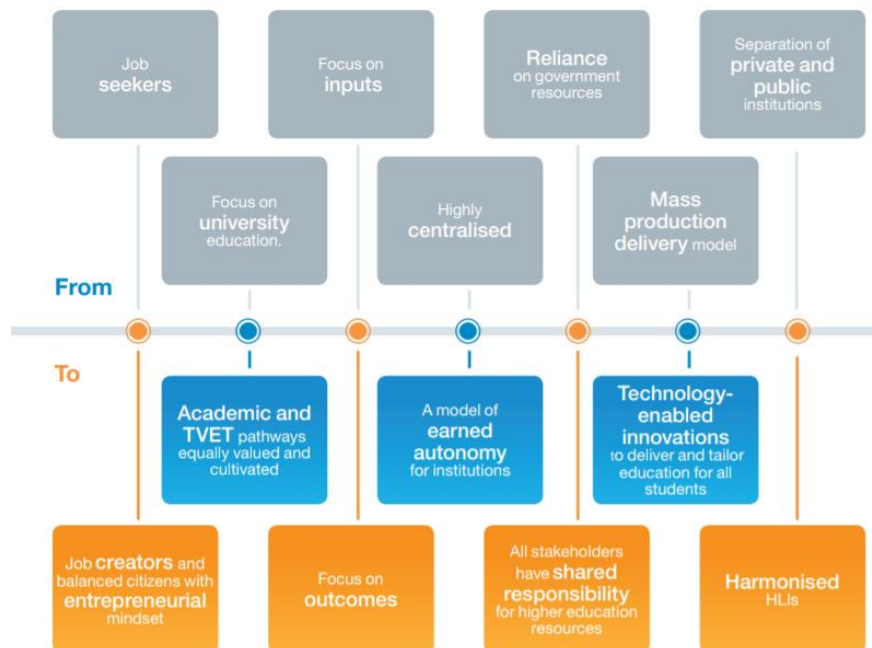 Job
seekers
Focus on
inputs
Reliance
on government
resources
Separation of
private and
public
institutions
Focus on
university
education.
Highly
centralised
Mass
production
delivery model
From
To
Academic and
TVET pathways
equally valued and
cultivated
A model of
earned
autonomy
for institutions
Technology-
enabled
innovations
to deliver and tailor
education for all
students
Job creators and
balanced citizens with
entrepreneurial
mindset
Focus on
outcomes
All stakeholders
have shared
responsibility
for higher education
resources
Harmonised
HLIs